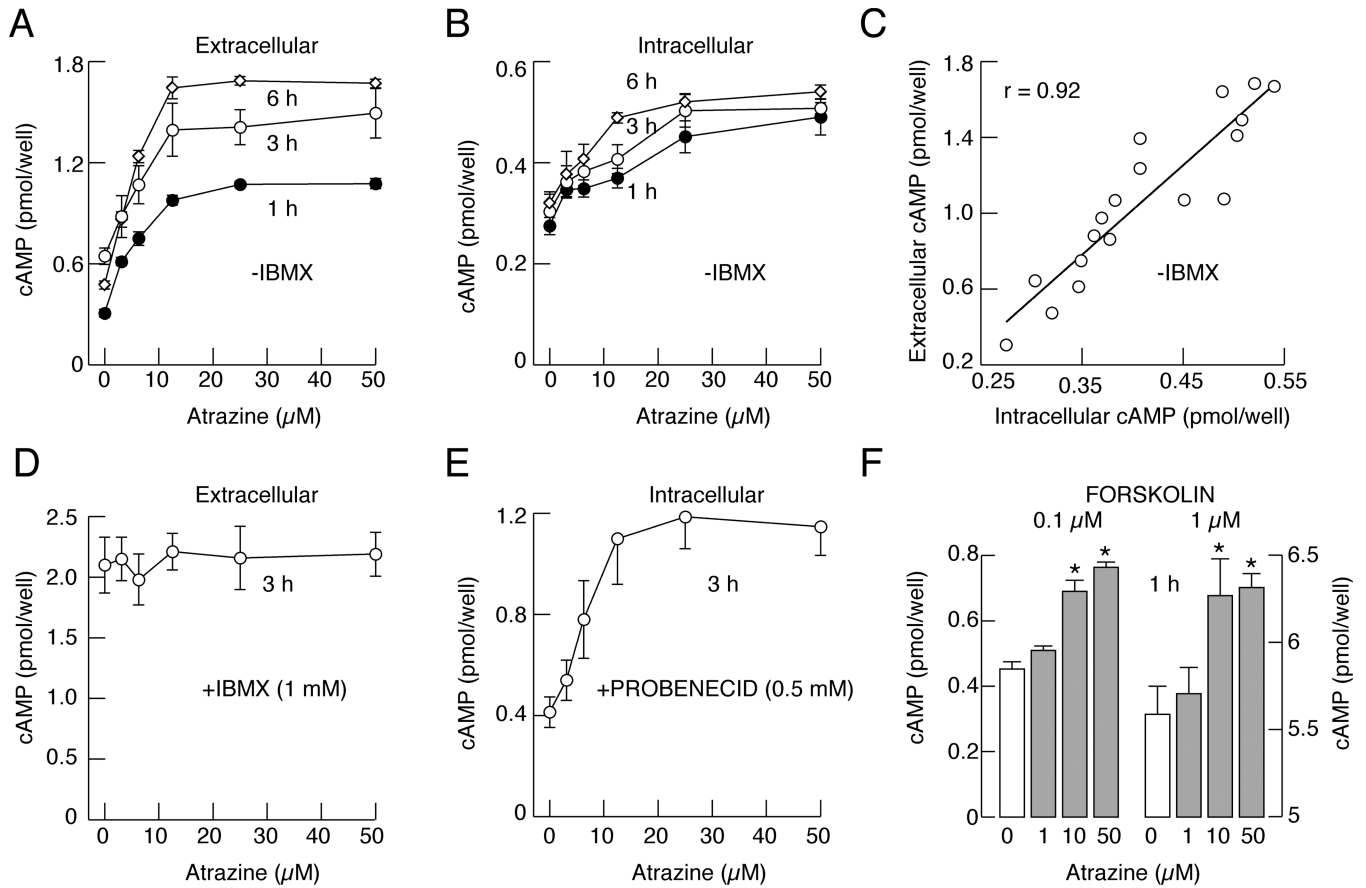 A
Extracellular
1.8
1.2
0.6
0
cAMP (pmol/well)
6 h
3 h
1 h
-IBMX
0 10 20 30 40 50
Atrazine (µM)
B
Intracellular
0.6
0.4
0.2
0
cAMP (pmol/well)
6 h
3 h
1 h
-IBMX
0 10 20 30 40 50
Atrazine (µM)
C
1.8
1.4
1.0
0.6
0.2
Extracellular cAMP (pmol/well)
r = 0.92
-IBMX
0.25 0.35 0.45 0.55
Intracellular cAMP (pmol/well)
D
Extracellular
2.5
2.0
1.5
1.0
0.5
0
cAMP (pmol/well)
3 h
+IBMX (1 mM)
0 10 20 30 40 50
Atrazine (µM)
E
Intracellular
1.2
0.8
0.4
0
cAMP (pmol/well)
3 h
+PROBENECID (0.5 mM)
0 10 20 30 40 50
Atrazine (µM)
F
FORSKOLIN
0.1 µM 1 µM
0.8
0.6
0.4
0.2
0
cAMP (pmol/well)
* *
1 h
* *
6.5
6
5.5
5
cAMP (pmol/well)
0 1 10 50 0 1 10 50
Atrazine (µM)